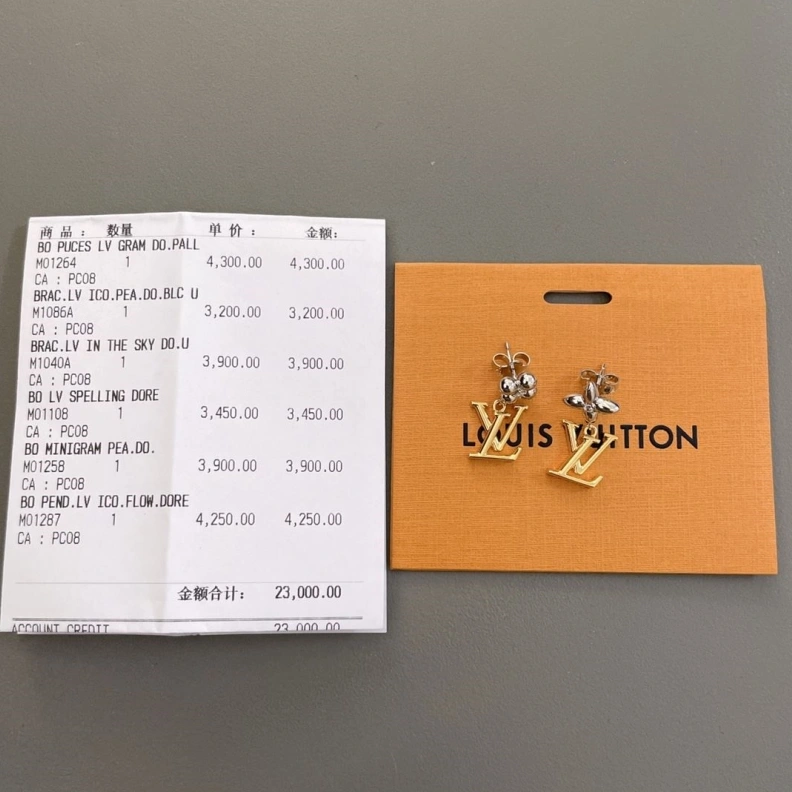 商 品 : 数量 单 价 : 金额:
BO PUCES LV GRAM DO.PALL
M01264 1 4,300.00 4,300.00
CA : PC08
BRAC.LV ICO.PEA.DO.BLC U
M1086A 1 3,200.00 3,200.00
CA : PC08
BRAC.LV IN THE SKY DO.U
M1040A 1 3,900.00 3,900.00
CA : PC08
BO LV SPELLING DORE
M01108 1 3,450.00 3,450.00
CA : PC08
BO MINIGRAM PEA.DO.
M01258 1 3,900.00 3,900.00
CA : PC08
BO PEND.LV ICO.FLOW.DORE
M01287 1 4,250.00 4,250.00
CA : PC08
金额合计: 23,000.00
ACCOUNT CREDIT 23,000.00
LOUIS VUITTON
LV
LV